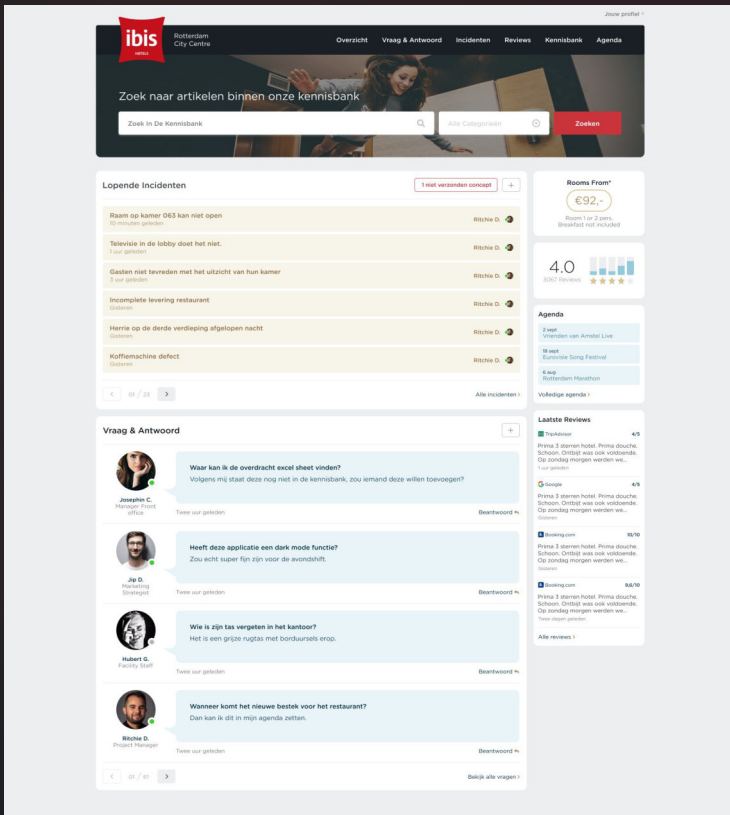 Jouw profiel
ibis
HOTELS
Rotterdam
City Centre
Overzicht
Vraag & Antwoord
Incidenten
Reviews
Kennisbank
Agenda
Zoek naar artikelen binnen onze kennisbank
Zoek In De Kennisbank
Alle Categorieën
Zoeken
Lopende Incidenten
1 niet verzonden concept
+
Raam op kamer 063 kan niet open
10 minuten geleden
Ritchie D.
Televisie in de lobby doet het niet.
1 uur geleden
Ritchie D.
Gasten niet tevreden met het uitzicht van hun kamer
3 uur geleden
Ritchie D.
Incomplete levering restaurant
Gisteren
Ritchie D.
Herrie op de derde verdieping afgelopen nacht
Gisteren
Ritchie D.
Koffiemachine defect
Gisteren
Ritchie D.
< 01 / 23 >
Alle incidenten >
Vraag & Antwoord
+
Waar kan ik de overdracht excel sheet vinden?
Volgens mij staat deze nog niet in de kennisbank, zou iemand deze willen toevoegen?
Josephin C.
Manager Front
office
Twee uur geleden
Beantwoord
Heeft deze applicatie een dark mode functie?
Zou echt super fijn zijn voor de avondshift.
Jip D.
Marketing
Strategist
Twee uur geleden
Beantwoord
Wie is zijn tas vergeten in het kantoor?
Het is een grijze rugtas met borduursels erop.
Hubert G.
Facility Staff
Twee uur geleden
Beantwoord
Wanneer komt het nieuwe bestek voor het restaurant?
Dan kan ik dit in mijn agenda zetten.
Ritchie D.
Project Manager
Twee uur geleden
Beantwoord
< 01 / 81 >
Bekijk alle vragen >
Rooms From*
€92,-
Room 1 or 2 pers.
Breakfast not included
4.0
3067 Reviews
Agenda
2 sept
Vrienden van Amstel Live
18 sept
Eurovisie Song Festival
6 aug
Rotterdam Marathon
Volledige agenda >
Laatste Reviews
TripAdvisor
4/5
Prima 3 sterren hotel. Prima douche.
Schoon. Ontbijt was ook voldoende.
Op zondag morgen werden we...
1 uur geleden
Google
4/5
Prima 3 sterren hotel. Prima douche.
Schoon. Ontbijt was ook voldoende.
Op zondag morgen werden we...
Gisteren
Booking.com
10/10
Prima 3 sterren hotel. Prima douche.
Schoon. Ontbijt was ook voldoende.
Op zondag morgen werden we...
Gisteren
Booking.com
9,6/10
Prima 3 sterren hotel. Prima douche.
Schoon. Ontbijt was ook voldoende.
Op zondag morgen werden we...
Twee dagen geleden
Alle reviews >